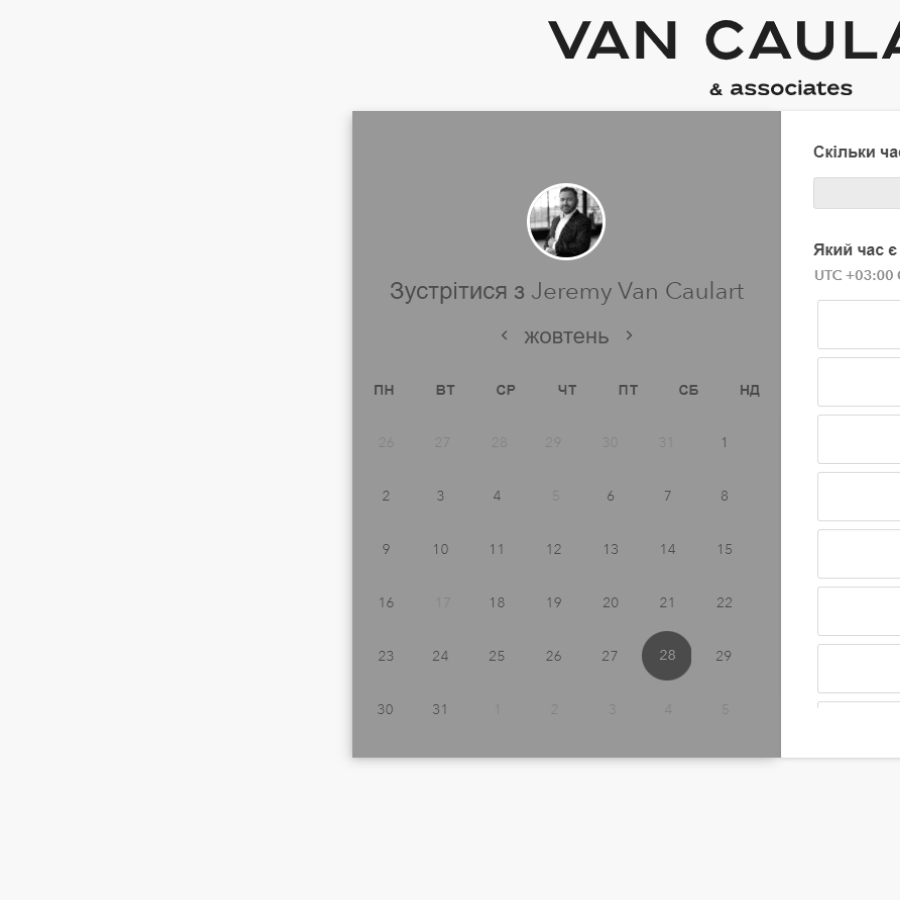 VAN CAULA
& associates
Зустрітися з Jeremy Van Caulart
жовтень
ПН ВТ СР ЧТ ПТ СБ НД
26 27 28 29 30 31 1
2 3 4 5 6 7 8
9 10 11 12 13 14 15
16 17 18 19 20 21 22
23 24 25 26 27 28 29
30 31 1 2 3 4 5
Скільки ча
Який час є
UTC +03:00